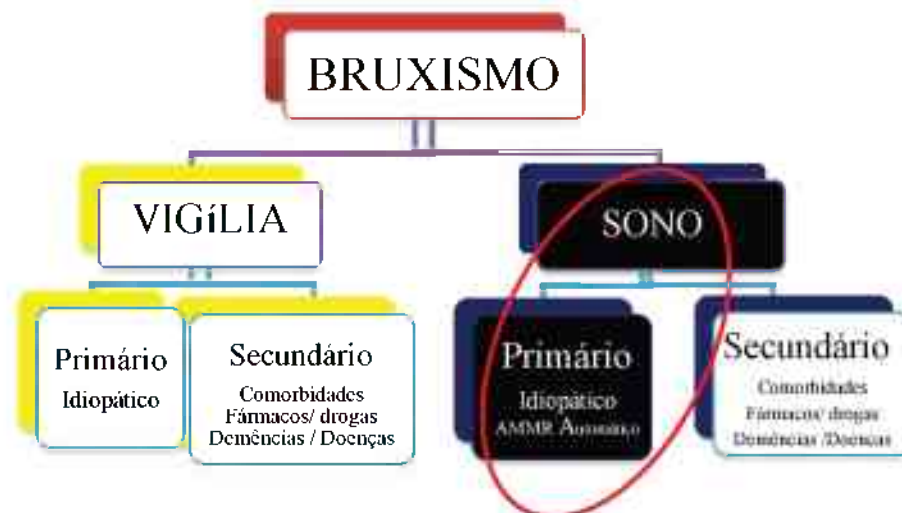 BRUXISMO
VIGíLIA
SONO
Primário
Idiopático
Secundário
Comorbidades
Fármacos/ drogas
Demências / Doenças
Primário
Idiopático
AMMR
Secundário
Comorbidades
Fármacos/ drogas
Demências /Doenças